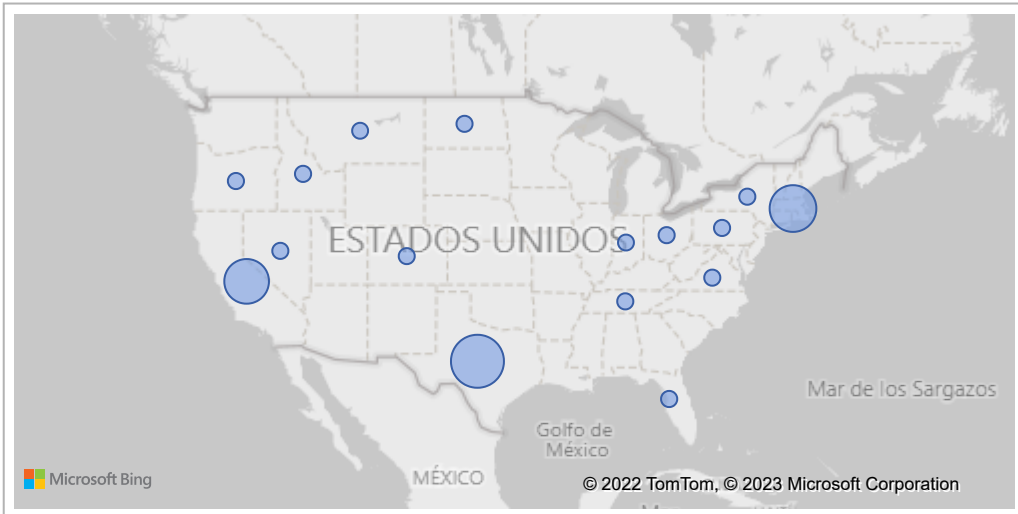 ESTADOS UNIDOS
Mar de los Sargazos
Golfo de
México
MÉXICO
Microsoft Bing
© 2022 TomTom, © 2023 Microsoft Corporation